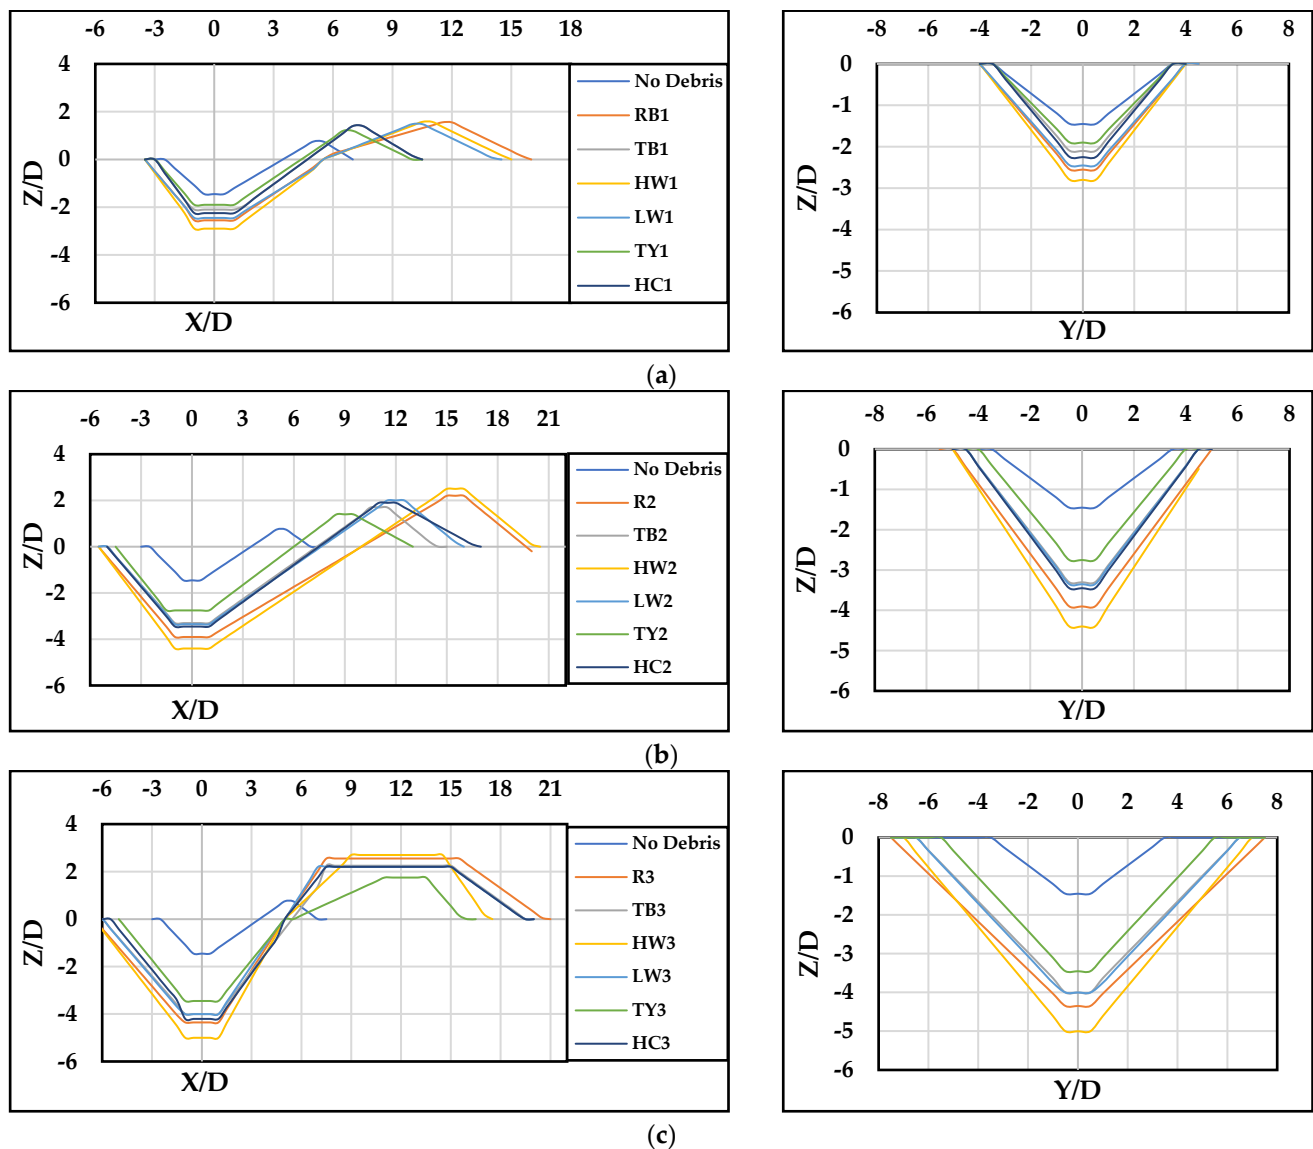 -6 -3 0 3 6 9 12 15 18
4
2
0
-2
-4
-6
Z/D
X/D
No Debris
RB1
TB1
HW1
LW1
TY1
HC1
-8 -6 -4 -2 0 2 4 6 8
0
-1
-2
-3
-4
-5
-6
Z/D
Y/D
(a)
-6 -3 0 3 6 9 12 15 18 21
4
2
0
-2
-4
-6
Z/D
X/D
No Debris
R2
TB2
HW2
LW2
TY2
HC2
-8 -6 -4 -2 0 2 4 6 8
0
-1
-2
-3
-4
-5
-6
Z/D
Y/D
(b)
-6 -3 0 3 6 9 12 15 18 21
4
2
0
-2
-4
-6
Z/D
X/D
No Debris
R3
TB3
HW3
LW3
TY3
HC3
-8 -6 -4 -2 0 2 4 6 8
0
-1
-2
-3
-4
-5
-6
Z/D
Y/D
(c)